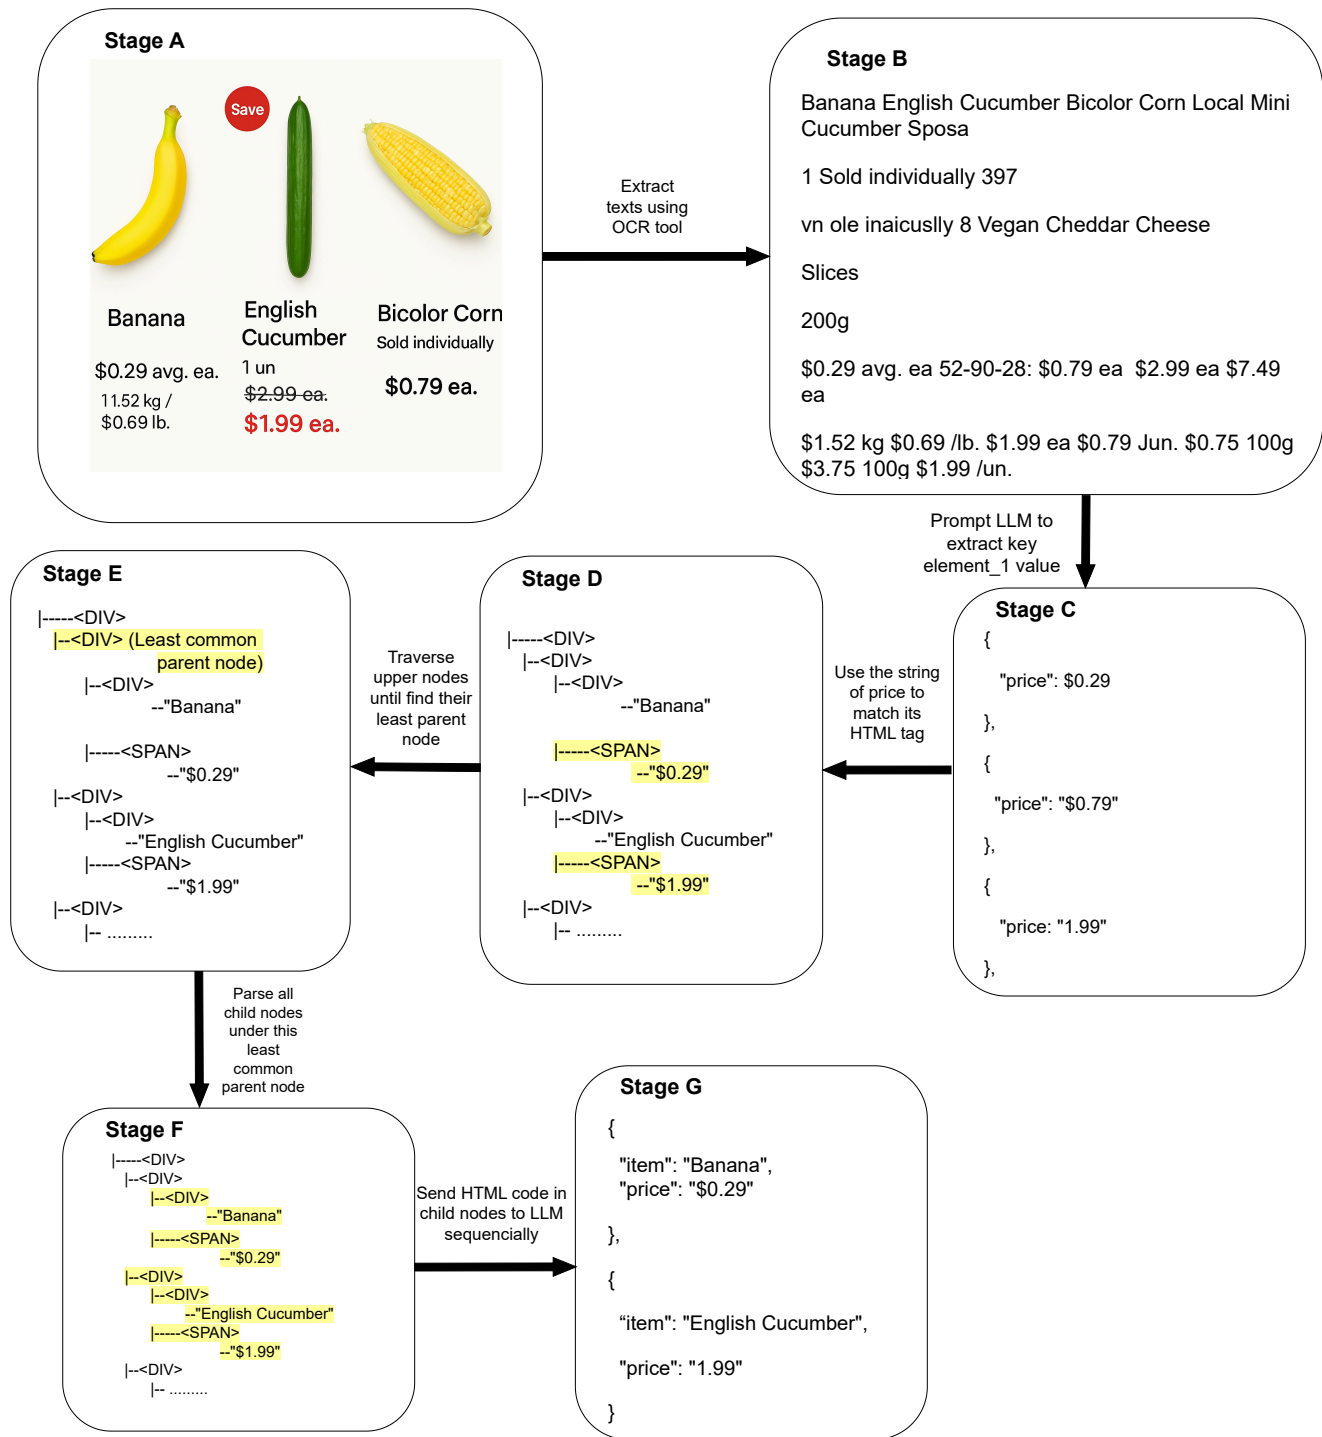 Stage A
Save
Banana
English
Cucumber
Bicolor Corn
Sold individually
$0.29 avg. ea.
11.52 kg /
$0.69 lb.
1 un
$2.99 ea.
$1.99 ea.
$0.79 ea.
Extract
texts using
OCR tool
Stage B
Banana English Cucumber Bicolor Corn Local Mini
Cucumber Sposa
1 Sold individually 397
vn ole inaicuslly 8 Vegan Cheddar Cheese
Slices
200g
$0.29 avg. ea 52-90-28: $0.79 ea  $2.99 ea $7.49
ea
$1.52 kg $0.69 /lb. $1.99 ea $0.79 Jun. $0.75 100g
$3.75 100g $1.99 /un.
Prompt LLM to
extract key
element_1 value
Stage C
{
"price": $0.29
},
{
"price": "$0.79"
},
{
"price: "1.99"
},
Use the string
of price to
match its
HTML tag
Stage D
|-----<DIV>
|--<DIV>
|--<DIV>
--"Banana"
|-----<SPAN>
--"$0.29"
|--<DIV>
|--<DIV>
--"English Cucumber"
|-----<SPAN>
--"$1.99"
|--<DIV>
|-- .........
Traverse
upper nodes
until find their
least parent
node
Stage E
|-----<DIV>
|--<DIV> (Least common
parent node)
|--<DIV>
--"Banana"
|-----<SPAN>
--"$0.29"
|--<DIV>
|--<DIV>
--"English Cucumber"
|-----<SPAN>
--"$1.99"
|--<DIV>
|-- .........
Parse all
child nodes
under this
least
common
parent node
Stage F
|-----<DIV>
|--<DIV>
|--<DIV>
--"Banana"
|-----<SPAN>
--"$0.29"
|--<DIV>
|--<DIV>
--"English Cucumber"
|-----<SPAN>
--"$1.99"
|--<DIV>
|-- .........
Send HTML code in
child nodes to LLM
sequencially
Stage G
{
"item": "Banana",
"price": "$0.29"
},
{
“item": "English Cucumber",
"price": "1.99"
}